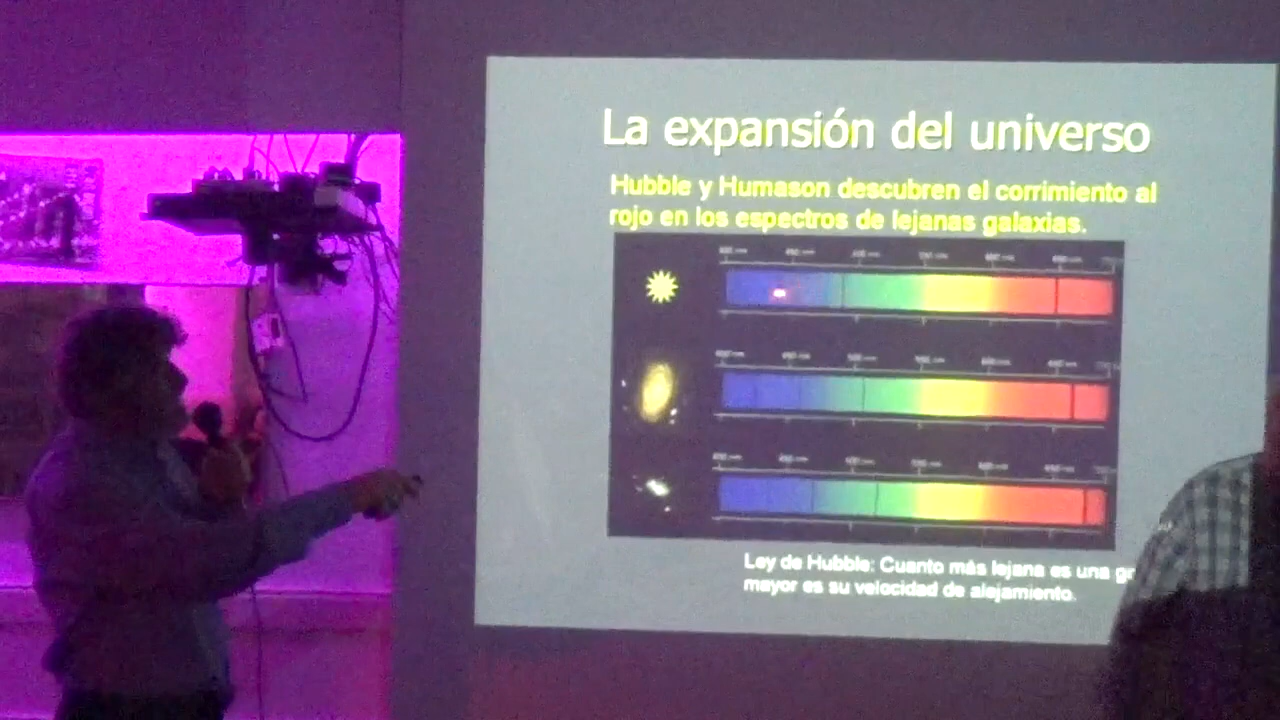 La expansión del universo
Hubble y Humason descubren el corrimiento al
rojo en los espectros de lejanas galaxias.
Ley de Hubble: Cuanto más lejana es una
mayor es su velocidad de alejamiento.